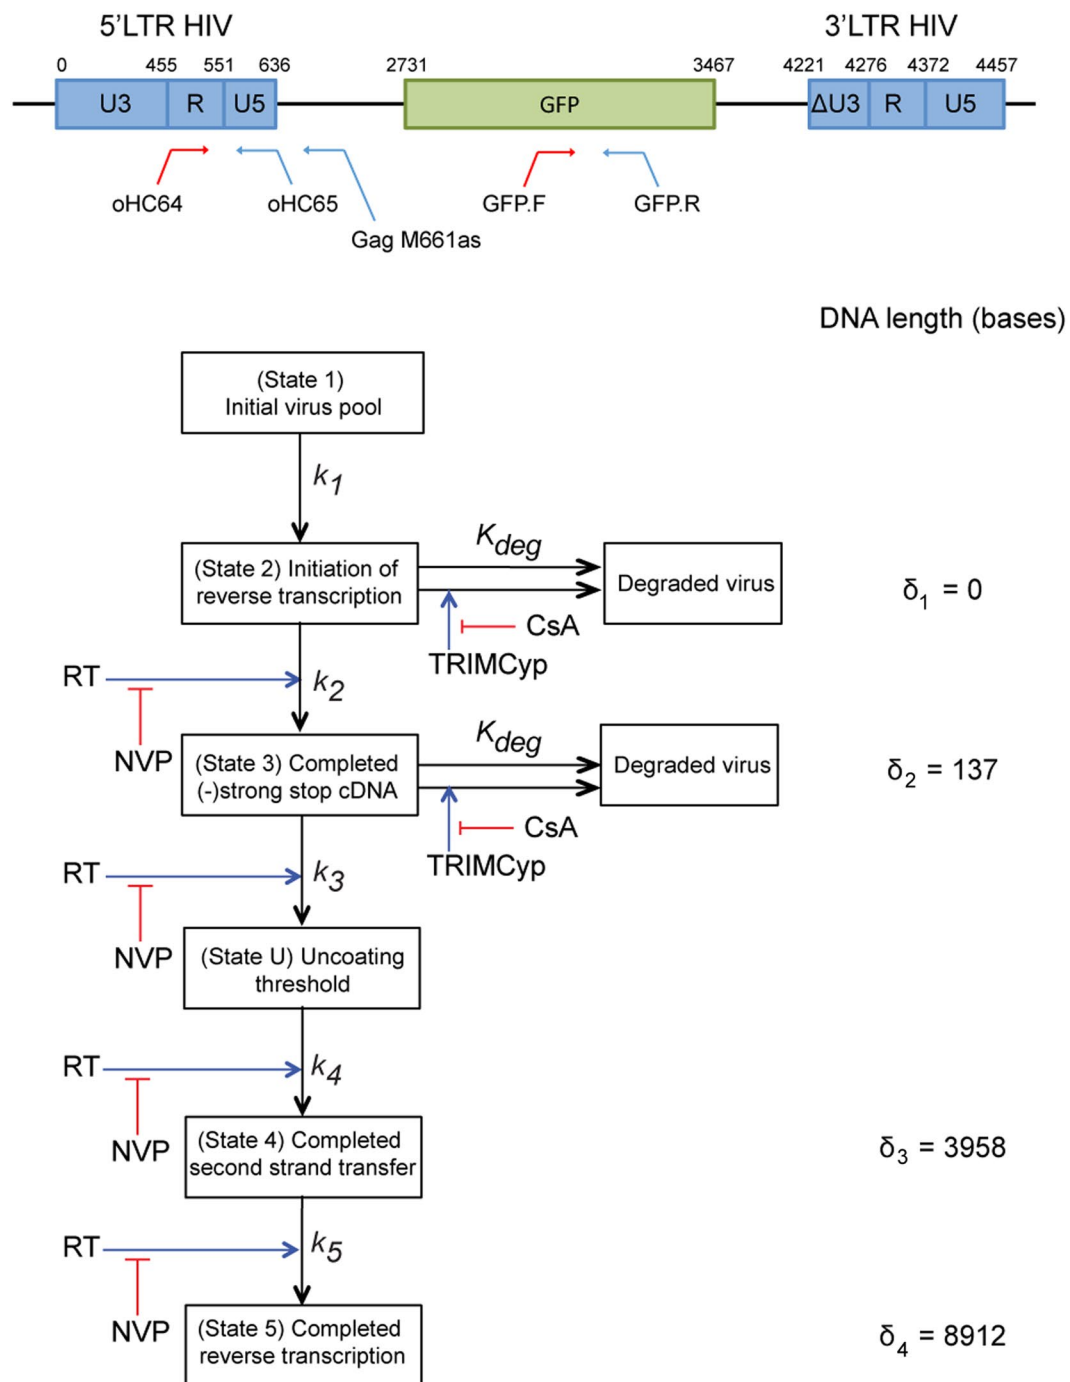 5'LTR HIV 3'LTR HIV
0 455 551 636 2731 3467 4221 4276 4372 4457
U3 R U5 GFP ΔU3 R U5
oHC64 oHC65 GFP.F GFP.R
Gag M661as
DNA length (bases)
(State 1)
Initial virus pool
k1
(State 2) Initiation of
reverse transcription
Kdeg
Degraded virus
δ1 = 0
CsA
TRIMCyp
RT
k2
NVP
(State 3) Completed
(-)strong stop cDNA
Kdeg
Degraded virus
δ2 = 137
CsA
TRIMCyp
RT
k3
NVP
(State U) Uncoating
threshold
RT
k4
NVP
(State 4) Completed
second strand transfer
δ3 = 3958
RT
k5
NVP
(State 5) Completed
reverse transcription
δ4 = 8912